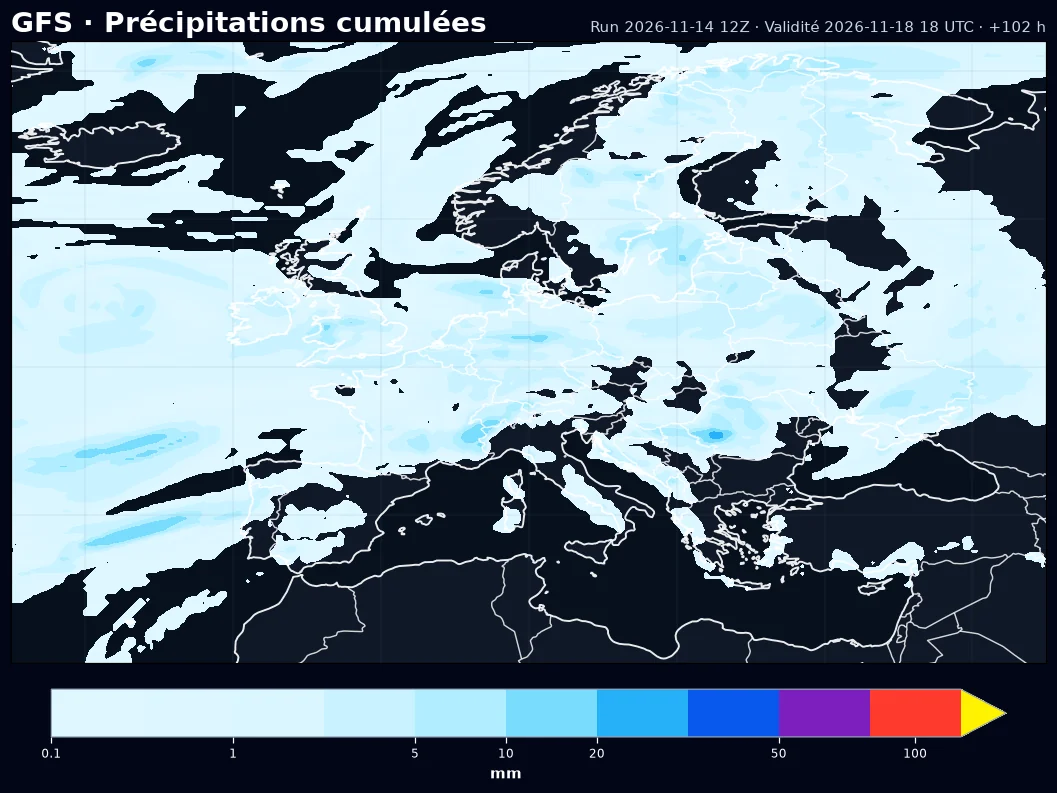 GFS · Précipitations cumulées
Run 2026-11-14 12Z · Validité 2026-11-18 18 UTC · +102 h
0.1 1 5 10 20 50 100
mm